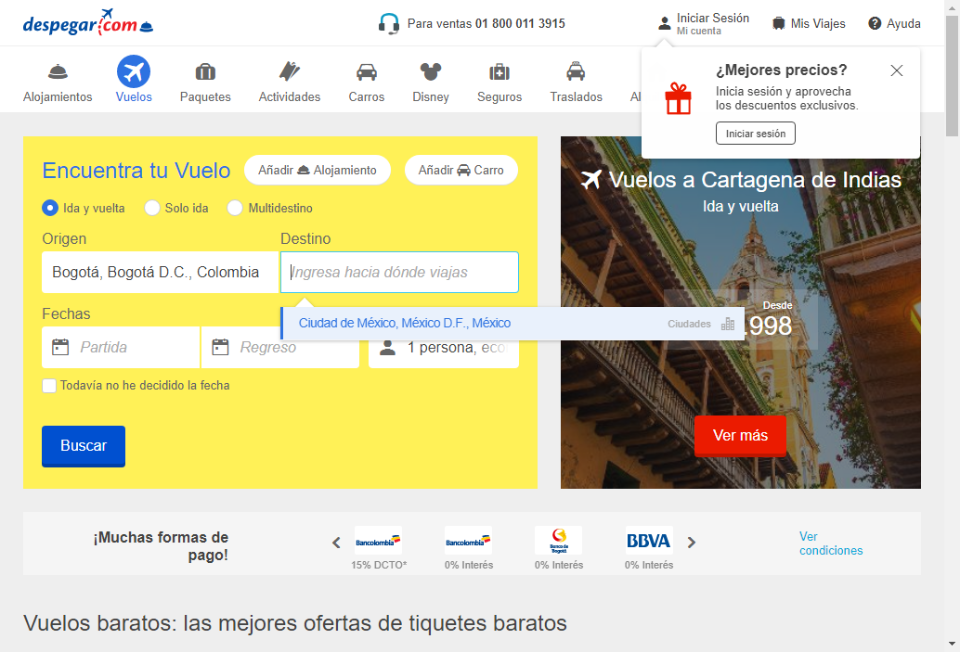 despegar.com
Para ventas 01 800 011 3915
Iniciar Sesión
Mi cuenta
Mis Viajes
Ayuda
Alojamientos
Vuelos
Paquetes
Actividades
Carros
Disney
Seguros
Traslados
¿Mejores precios?
Inicia sesión y aprovecha
los descuentos exclusivos.
Iniciar sesión
Encuentra tu Vuelo
Añadir Alojamiento
Añadir Carro
Ida y vuelta
Solo ida
Multidestino
Origen
Destino
Bogotá, Bogotá D.C., Colombia
Ingresa hacia dónde viajas
Ciudad de México, México D.F., México
Ciudades
Fechas
Partida
Regreso
1 persona, eco
Todavía no he decidido la fecha
Buscar
Vuelos a Cartagena de Indias
Ida y vuelta
Desde
.998
Ver más
¡Muchas formas de
pago!
Bancolombia
15% DCTO*
Bancolombia
0% Interés
Banco de
Bogotá
0% Interés
BBVA
0% Interés
Ver
condiciones
Vuelos baratos: las mejores ofertas de tiquetes baratos